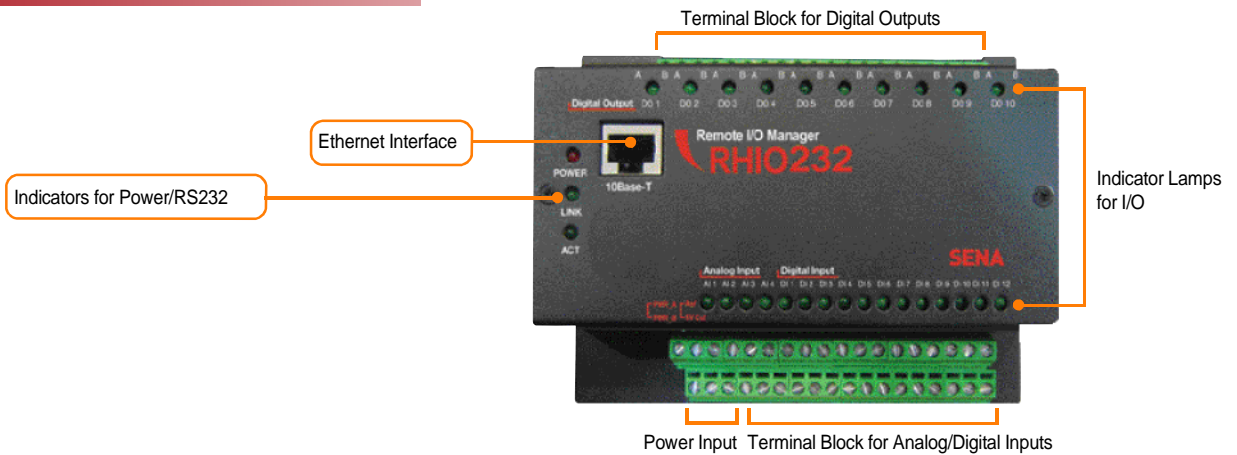 Terminal Block for Digital Outputs
A B A B A B A B A B A B A B A B A B A B
Digital Output DO 1 DO 2 DO 3 DO 4 DO 5 DO 6 DO 7 DO 8 DO 9 DO 10
Ethernet Interface
Remote I/O Manager
RHIO232
POWER
10Base-T
Indicators for Power/RS232
LINK
ACT
Indicator Lamps
for I/O
SENA
Analog Input Digital Input
AI 1 AI 2 AI 3 AI 4 DI 1 DI 2 DI 3 DI 4 DI 5 DI 6 DI 7 DI 8 DI 9 DI 10 DI 11 DI 12
Power Input Terminal Block for Analog/Digital Inputs